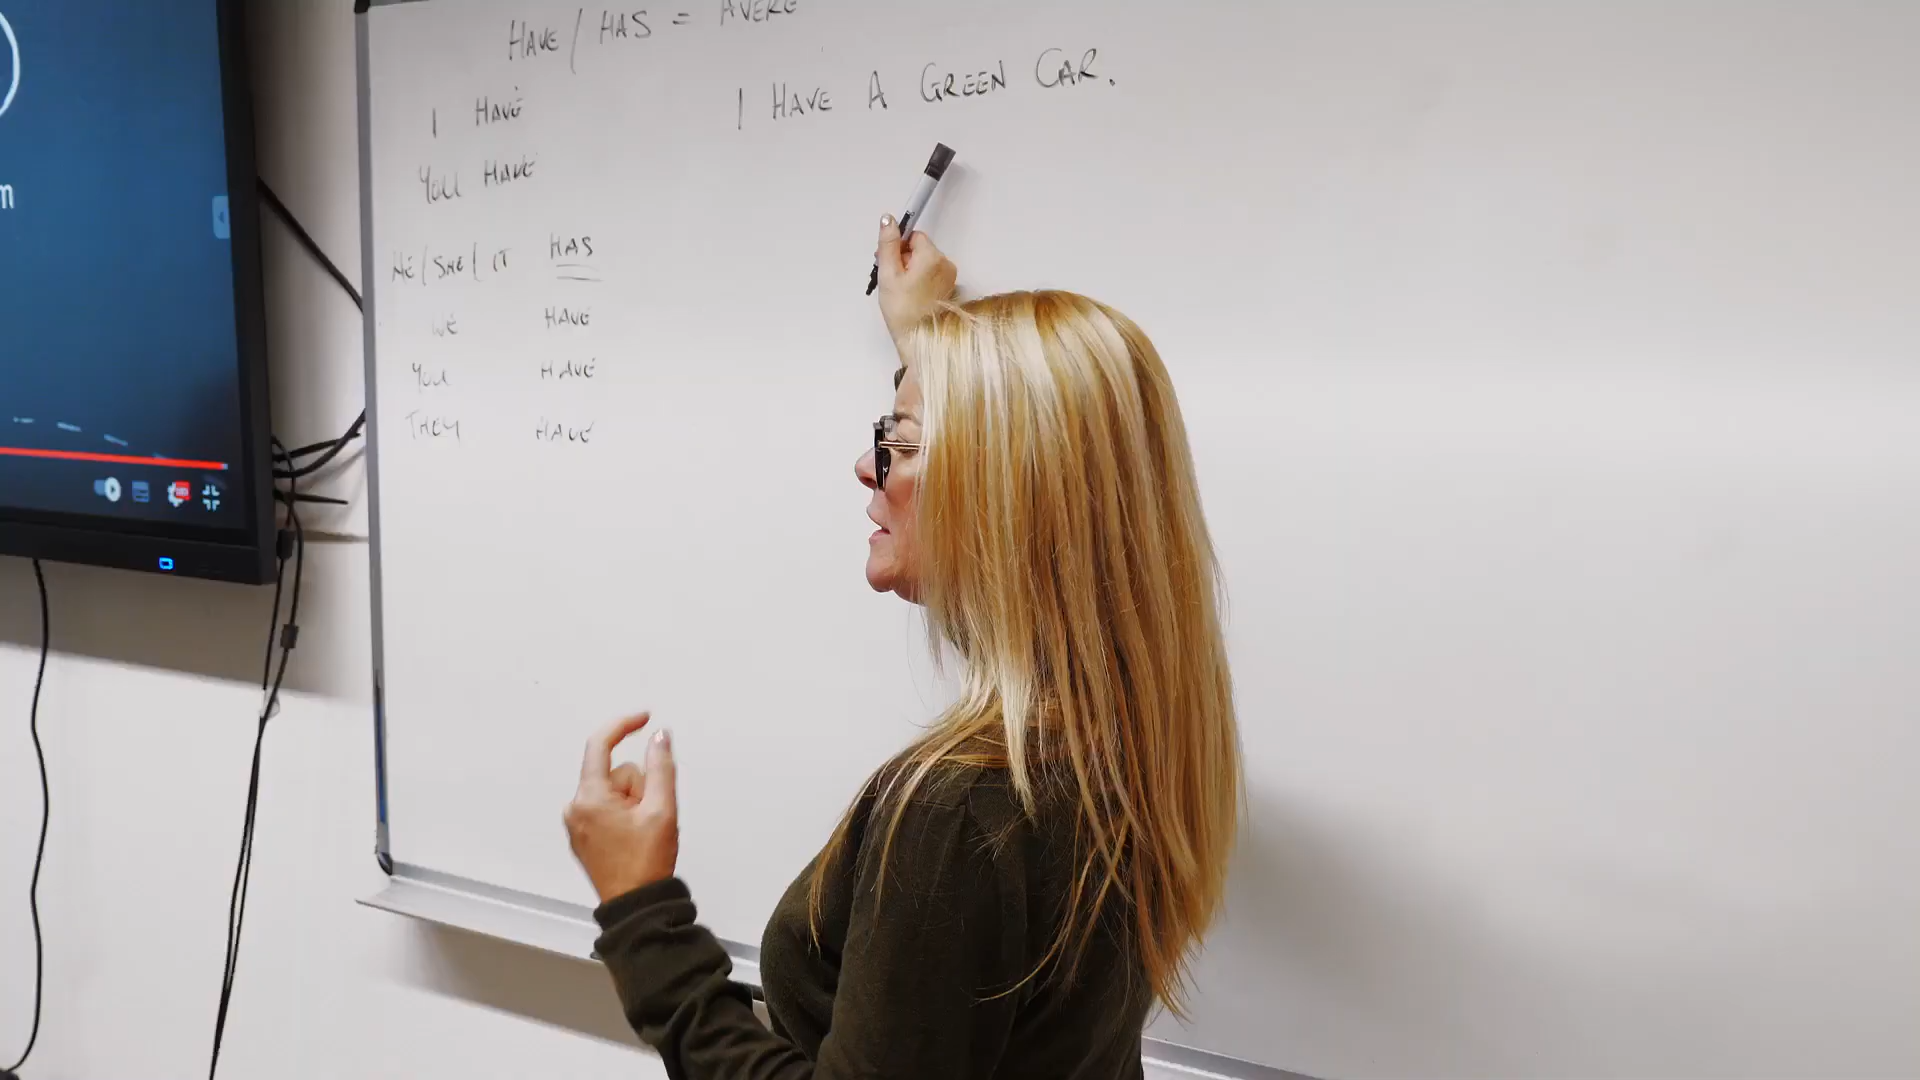 HAVE / HAS = AVERE
I HAVE
YOU HAVE
HE/SHE/IT HAS
WE HAVE
YOU HAVE
THEY HAVE
I HAVE A GREEN CAR.
m